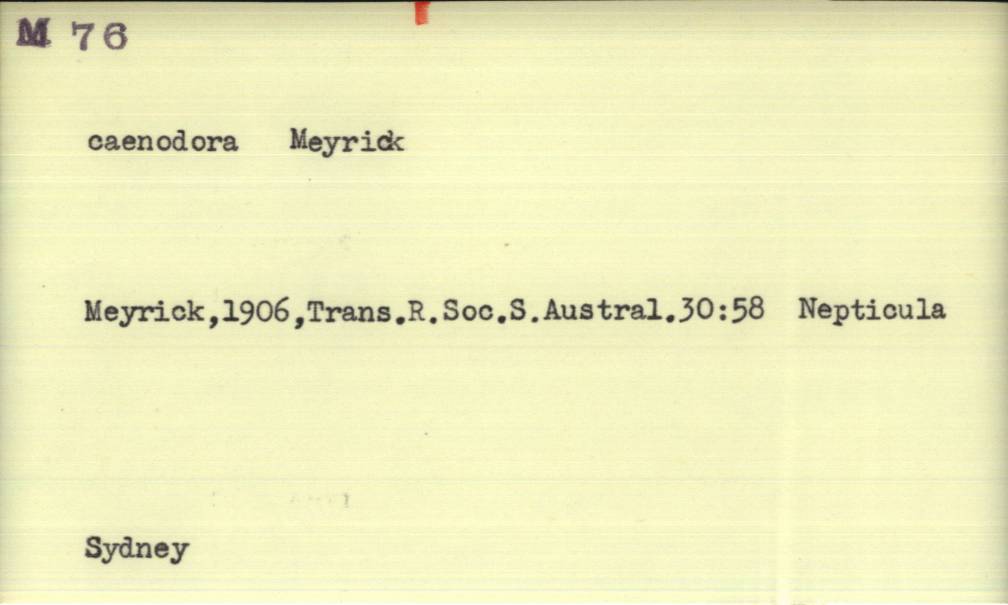 M 76
caenodora Meyrick
Meyrick,1906,Trans.R.Soc.S.Austral.30:58 Nepticula
Sydney